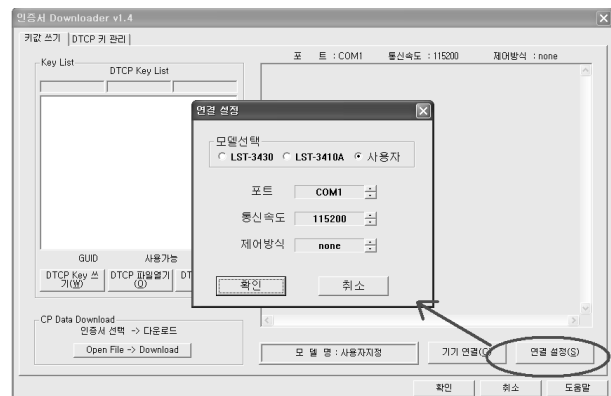 인증서 Downloader v1.4
키값 쓰기 DTCP 키 관리
포 트 : COM1 통신속도 : 115200 제어방식 : none
Key List
DTCP Key List
연결 설정
모델선택
LST-3430 LST-3410A 사용자
포트 COM1
통신속도 115200
제어방식 none
확인 취소
GUID 사용가능
DTCP Key 쓰기(W) DTCP 파일열기(O) DT
CP Data Download
인증서 선택 -> 다운로드
Open File -> Download
모 델 명 : 사용자지정 기기 연결(C) 연결 설정(S)
확인 취소 도움말